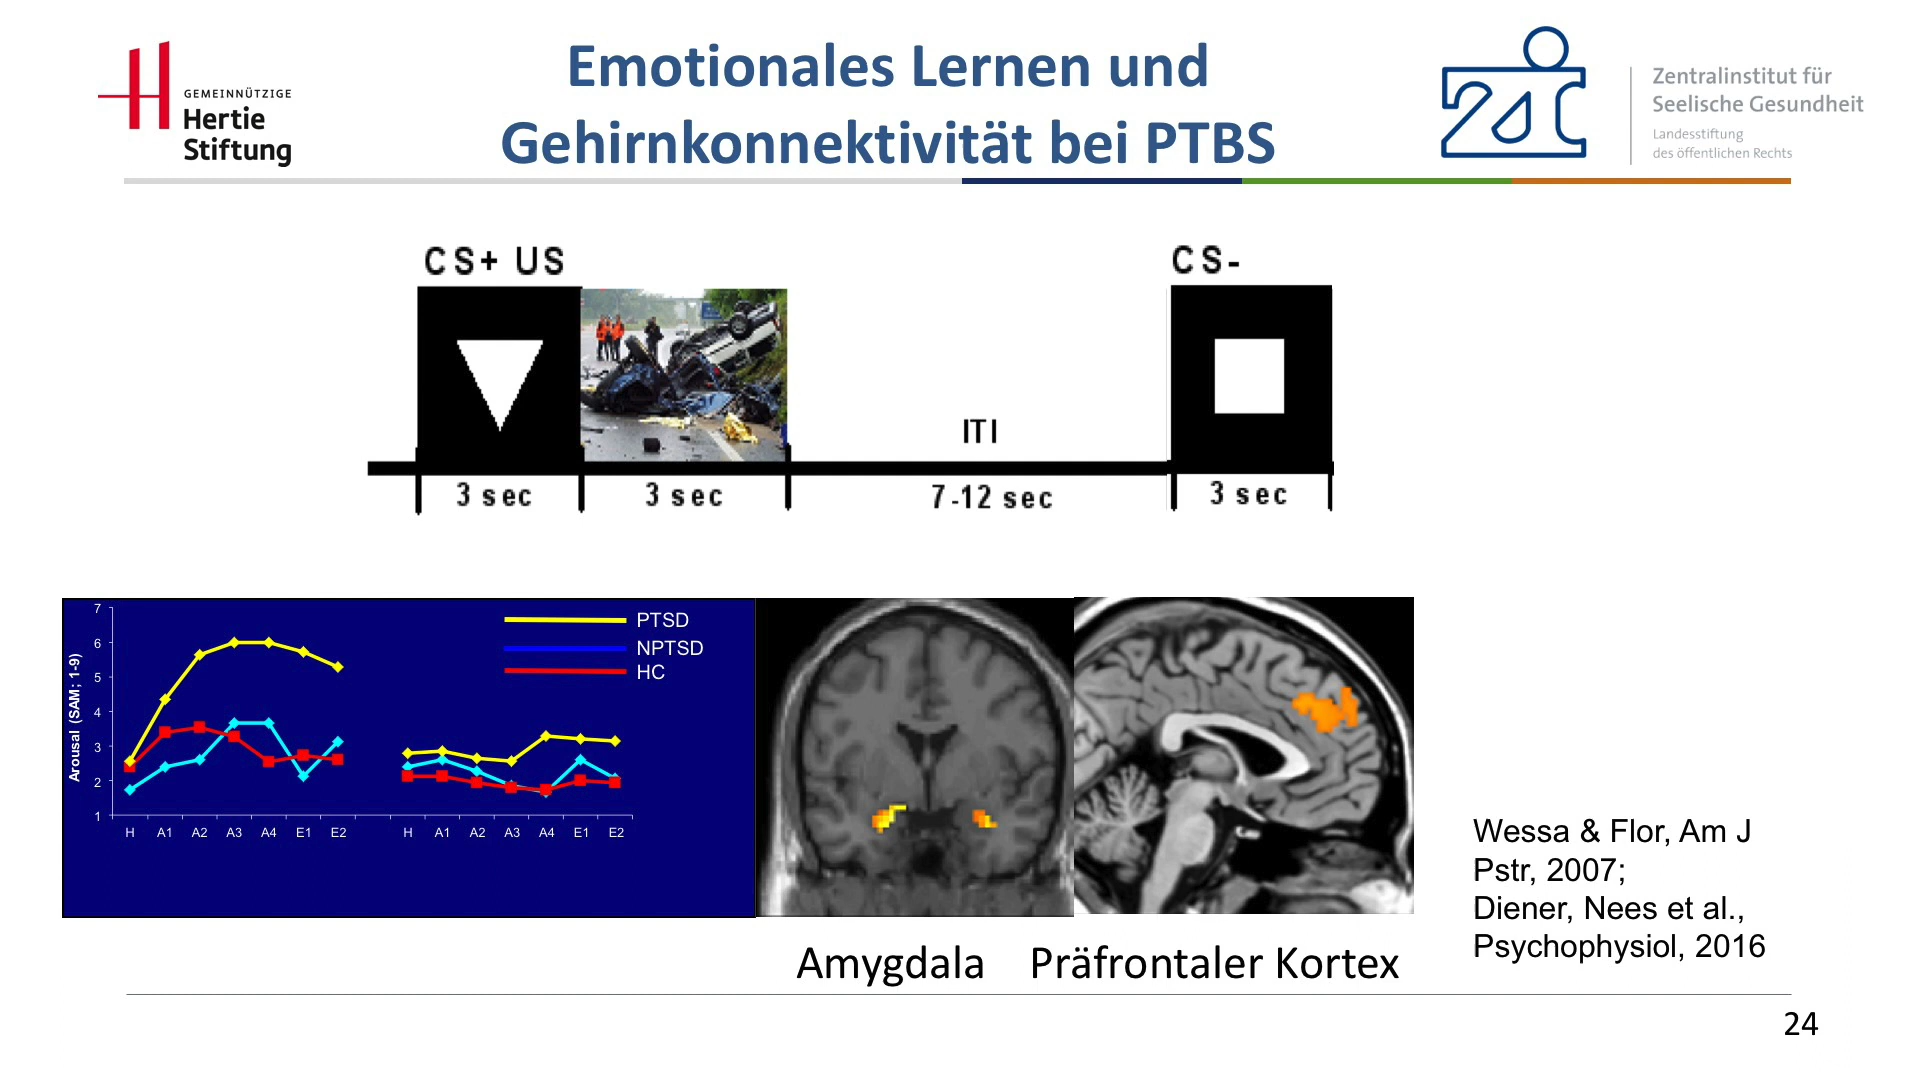 GEMEINNÜTZIGE
Hertie
Stiftung
Emotionales Lernen und
Gehirnkonnektivität bei PTBS
Zentralinstitut für
Seelische Gesundheit
Landesstiftung
des öffentlichen Rechts
CS+ US
CS-
ITI
3 sec
3 sec
7-12 sec
3 sec
Arousal (SAM; 1-9)
7
6
5
4
3
2
1
H A1 A2 A3 A4 E1 E2 H A1 A2 A3 A4 E1 E2
PTSD
NPTSD
HC
Amygdala
Präfrontaler Kortex
Wessa & Flor, Am J
Pstr, 2007;
Diener, Nees et al.,
Psychophysiol, 2016
24